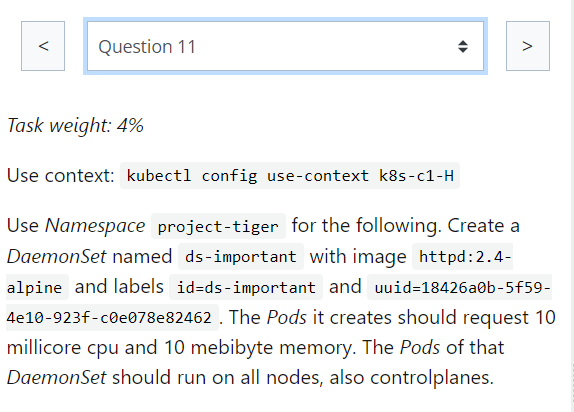 < Question 11 >
Task weight: 4%
Use context: kubectl config use-context k8s-c1-H
Use Namespace project-tiger for the following. Create a
DaemonSet named ds-important with image httpd:2.4-
alpine and labels id=ds-important and uuid=18426a0b-5f59-
4e10-923f-c0e078e82462 . The Pods it creates should request 10
millicore cpu and 10 mebibyte memory. The Pods of that
DaemonSet should run on all nodes, also controlplanes.